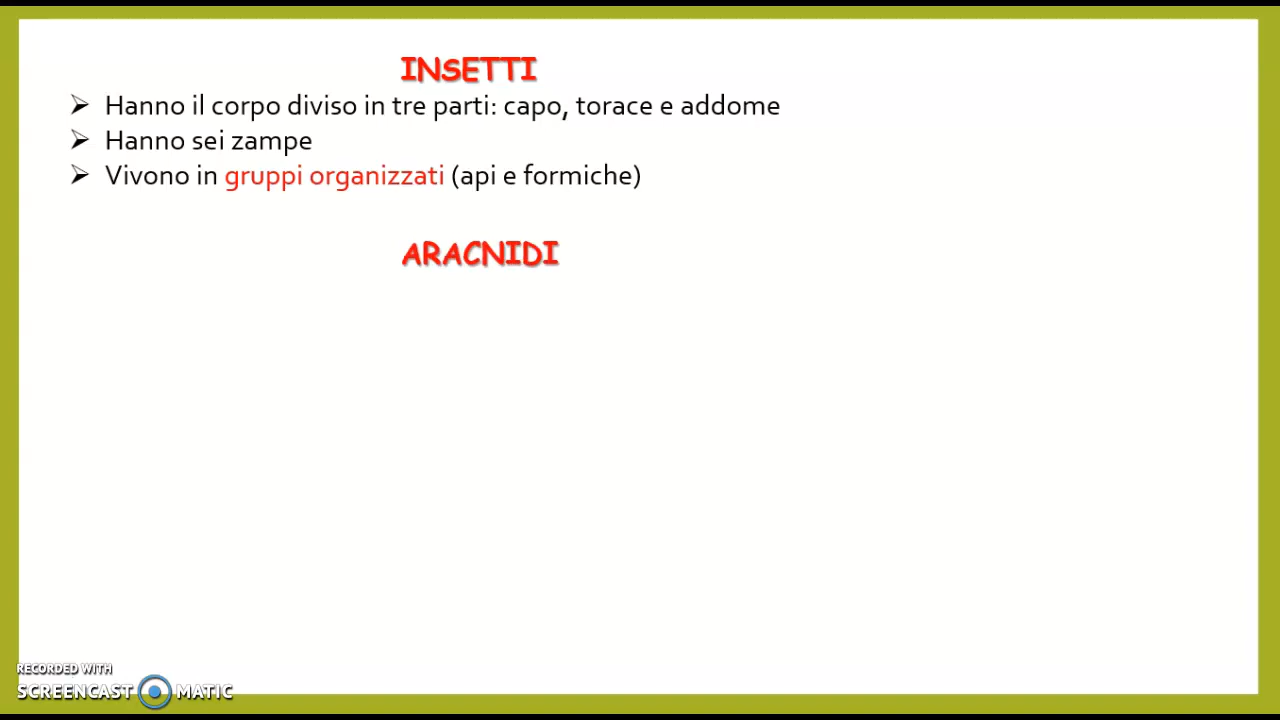 INSETTI
Hanno il corpo diviso in tre parti: capo, torace e addome
Hanno sei zampe
Vivono in gruppi organizzati (api e formiche)
ARACNIDI
RECORDED WITH
SCREENCAST MATIC